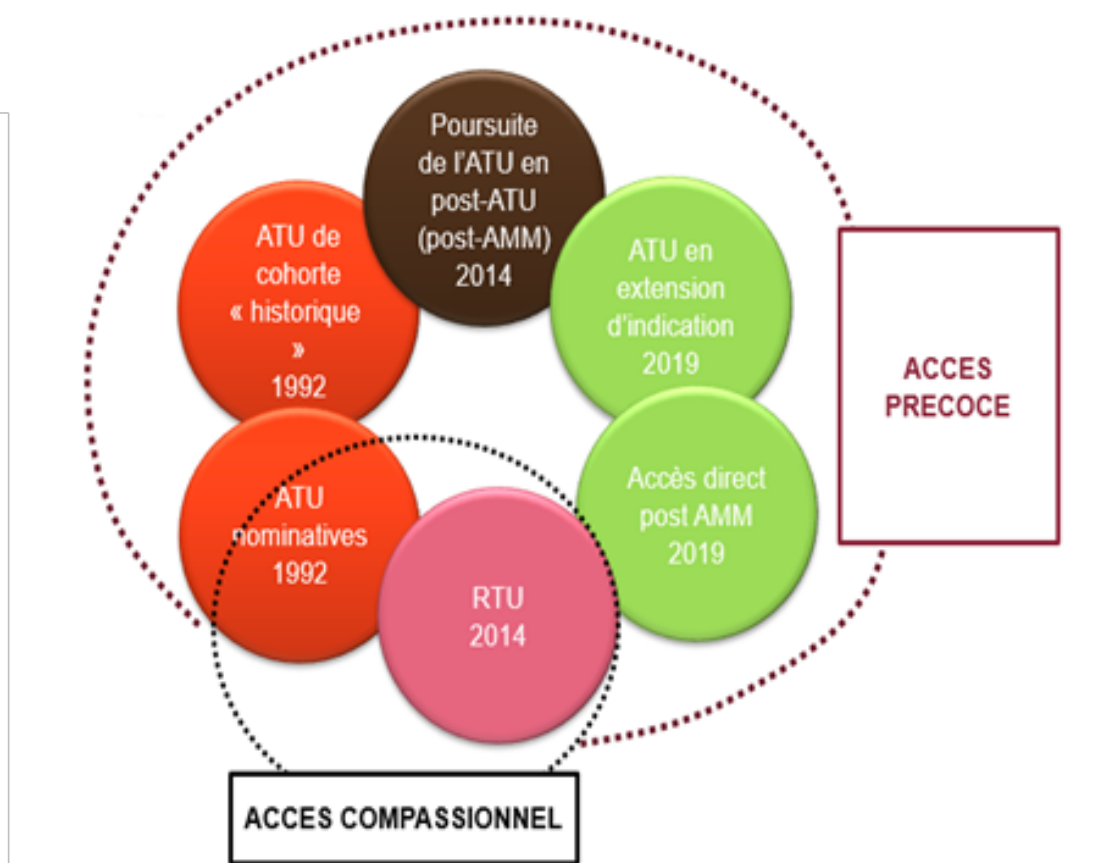 Poursuite
de l'ATU en
post-ATU
(post-AMM)
2014
ATU de
cohorte
« historique
»
1992
ATU en
extension
d'indication
2019
ACCES
PRECOCE
ATU
nominatives
1992
Accès direct
post AMM
2019
RTU
2014
ACCES COMPASSIONNEL